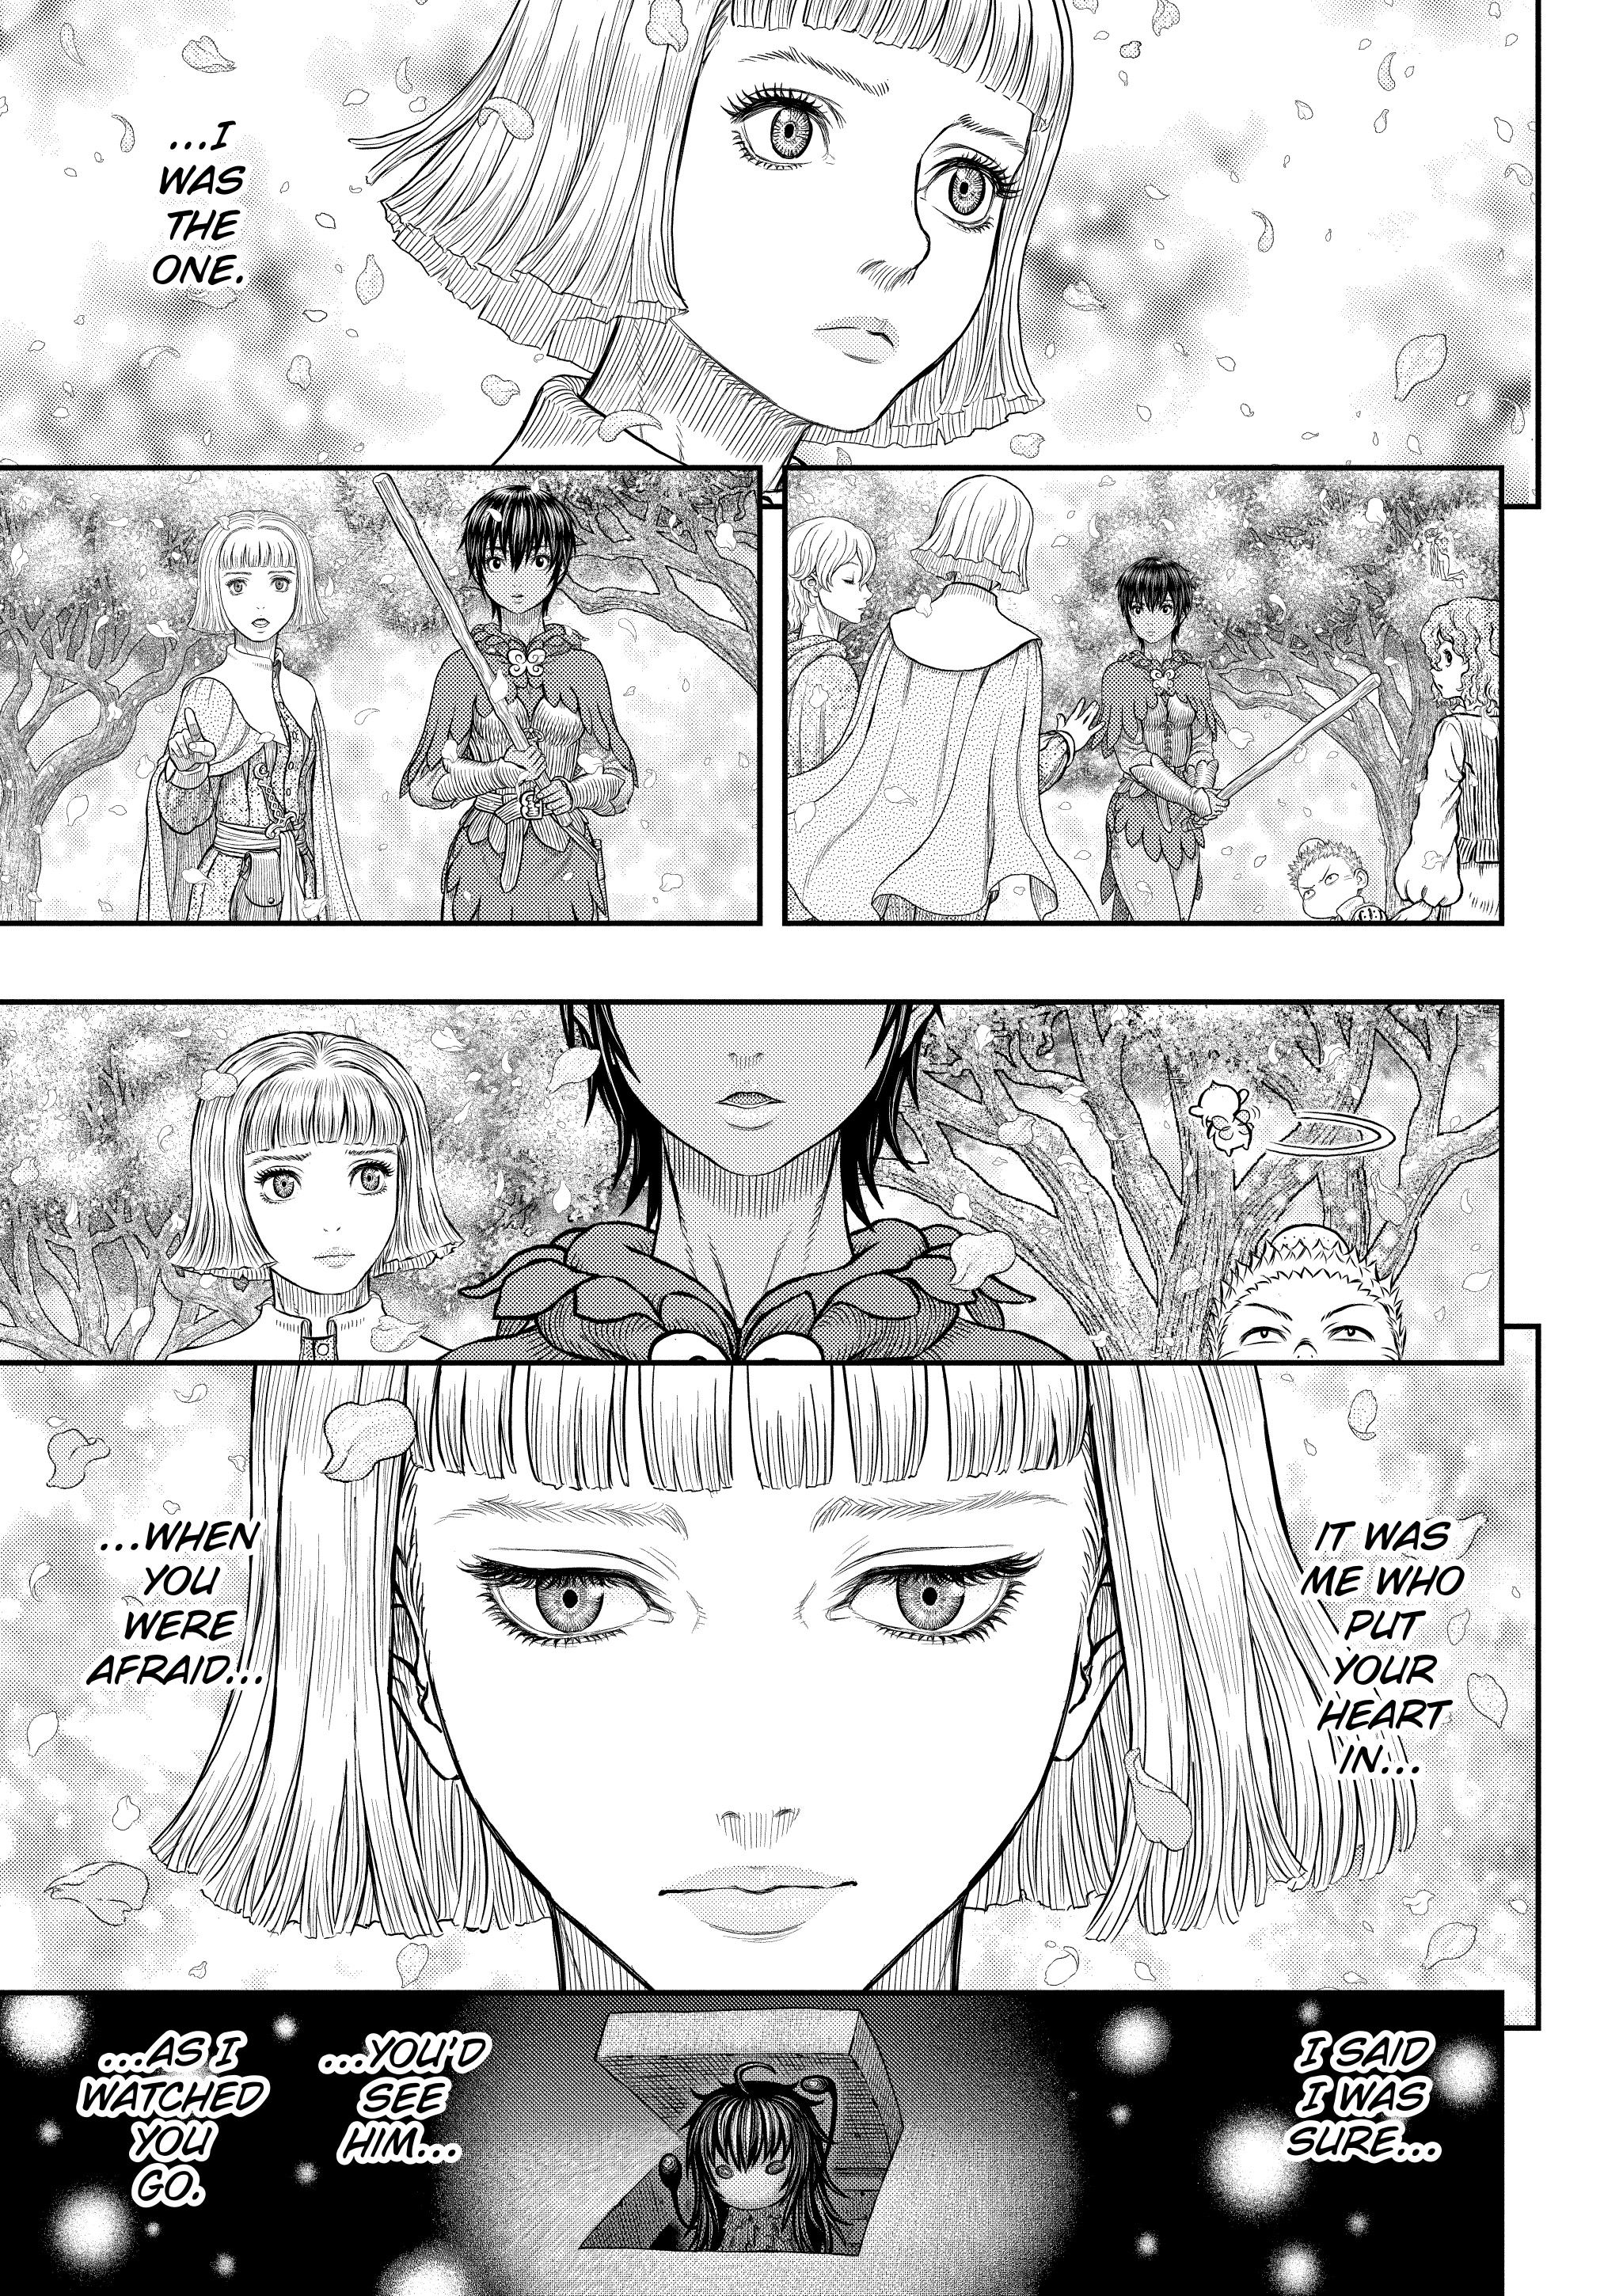 ...I
WAS
THE
ONE.
IT WAS
ME WHO
PUT
YOUR
HEART
IN...
...WHEN
YOU
WERE
AFRAID...
I SAID
I WAS
SURE...
...YOU'D
SEE
HIM...
...AS I
WATCHED
YOU
GO.